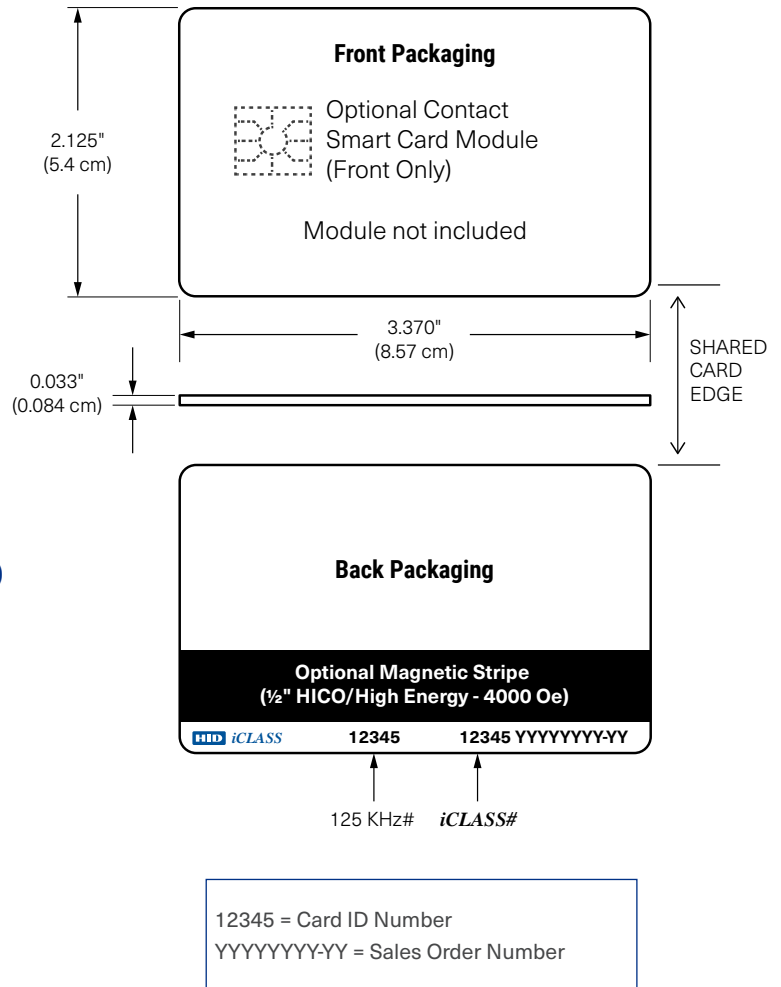 Front Packaging
Optional Contact
Smart Card Module
(Front Only)
Module not included
2.125"
(5.4 cm)
3.370"
(8.57 cm)
SHARED
CARD
EDGE
0.033"
(0.084 cm)
Back Packaging
Optional Magnetic Stripe
(½" HICO/High Energy - 4000 Oe)
HID iCLASS 12345 12345 YYYYYYYY-YY
125 KHz# iCLASS#
12345 = Card ID Number
YYYYYYYY-YY = Sales Order Number